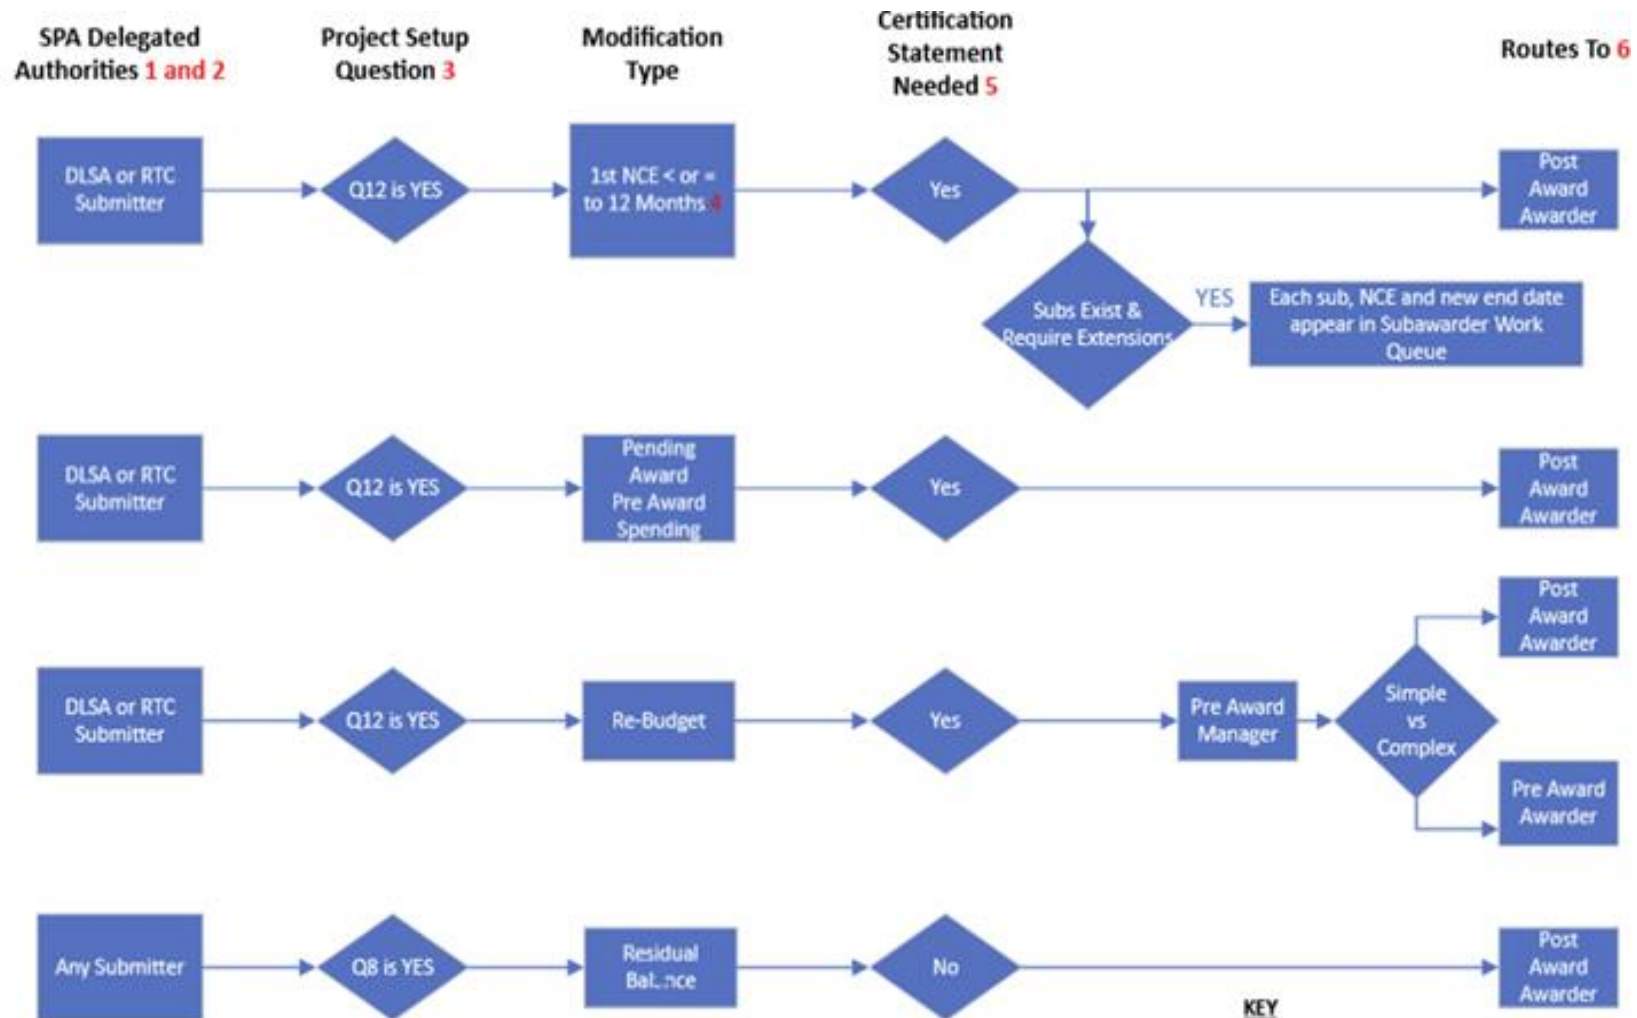 SPA Delegated
Authorities 1 and 2
Project Setup
Question 3
Modification
Type
Certification
Statement
Needed 5
Routes To 6
DLSA or RTC
Submitter
Q12 is YES
1st NCE < or =
to 12 Months 4
Yes
Post
Award
Awarder
Subs Exist &
Require Extensions
YES
Each sub, NCE and new end date
appear in Subawarder Work
Queue
DLSA or RTC
Submitter
Q12 is YES
Pending
Award
Pre Award
Spending
Yes
Post
Award
Awarder
DLSA or RTC
Submitter
Q12 is YES
Re-Budget
Yes
Pre Award
Manager
Simple
vs
Complex
Post
Award
Awarder
Pre Award
Awarder
Any Submitter
Q8 is YES
Residual
Balance
No
Post
Award
Awarder
KEY